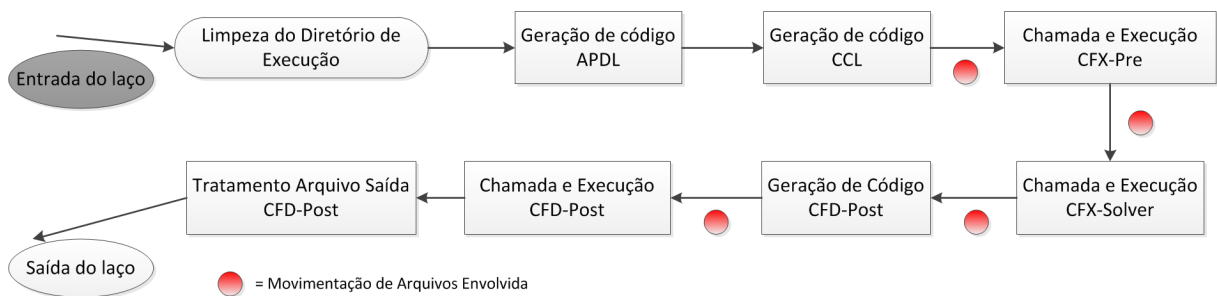 Entrada do laço
Limpeza do Diretório de
Execução
Geração de código
APDL
Geração de código
CCL
Chamada e Execução
CFX-Pre
Chamada e Execução
CFX-Solver
Geração de Código
CFD-Post
Chamada e Execução
CFD-Post
Tratamento Arquivo Saída
CFD-Post
Saída do laço
= Movimentação de Arquivos Envolvida